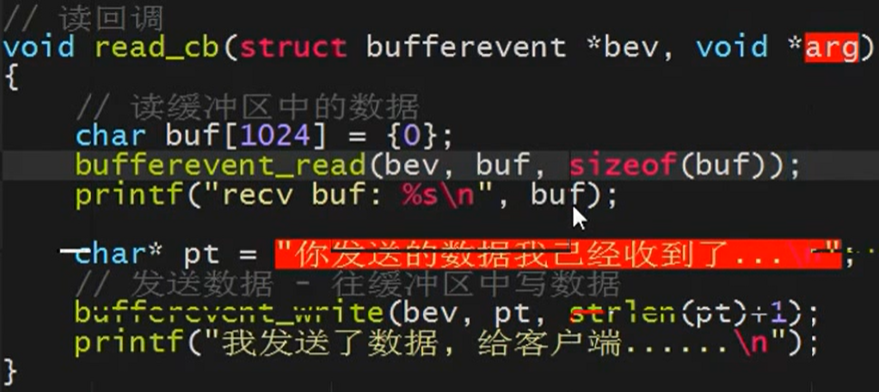 // 读回调
void read_cb(struct bufferevent *bev, void *arg)
{
// 读缓冲区中的数据
char buf[1024] = {0};
bufferevent_read(bev, buf, sizeof(buf));
printf("recv buf: %s\n", buf);
char* pt = "你发送的数据我已经收到了...\n";
// 发送数据 - 往缓冲区中写数据
bufferevent_write(bev, pt, strlen(pt)+1);
printf("我发送了数据, 给客户端......\n");
}